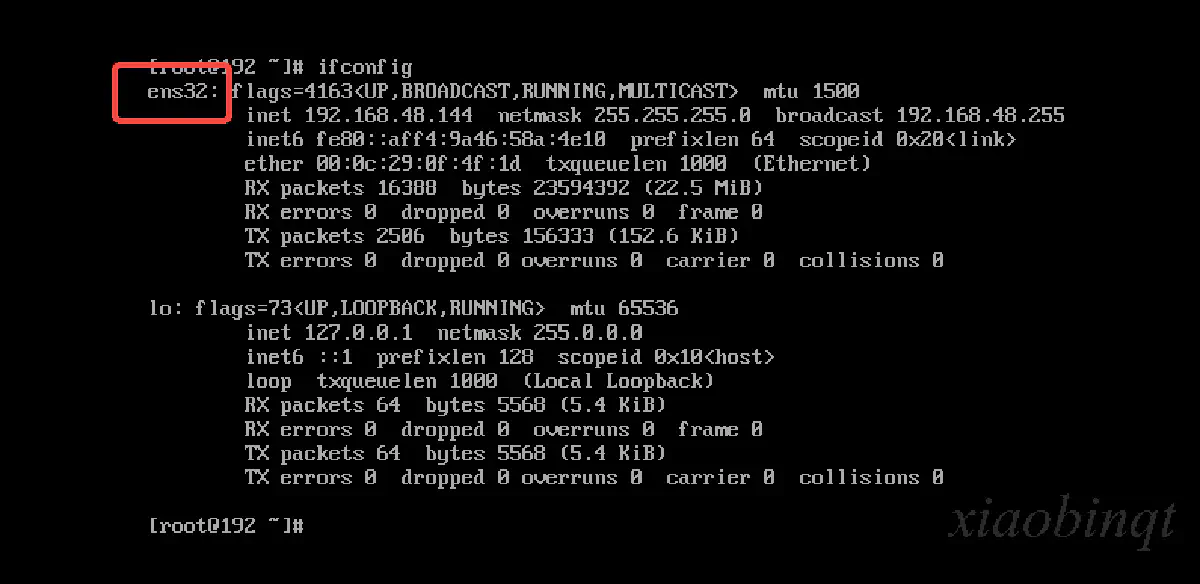 [root@192 ~]# ifconfig
ens32: flags=4163<UP,BROADCAST,RUNNING,MULTICAST>  mtu 1500
        inet 192.168.48.144  netmask 255.255.255.0  broadcast 192.168.48.255
        inet6 fe80::aff4:9a46:58a:4e10  prefixlen 64  scopeid 0x20<link>
        ether 00:0c:29:0f:4f:1d  txqueuelen 1000  (Ethernet)
        RX packets 16388  bytes 23594392 (22.5 MiB)
        RX errors 0  dropped 0  overruns 0  frame 0
        TX packets 2506  bytes 156333 (152.6 KiB)
        TX errors 0  dropped 0 overruns 0  carrier 0  collisions 0
lo: flags=73<UP,LOOPBACK,RUNNING>  mtu 65536
        inet 127.0.0.1  netmask 255.0.0.0
        inet6 ::1  prefixlen 128  scopeid 0x10<host>
        loop  txqueuelen 1000  (Local Loopback)
        RX packets 64  bytes 5568 (5.4 KiB)
        RX errors 0  dropped 0  overruns 0  frame 0
        TX packets 64  bytes 5568 (5.4 KiB)
        TX errors 0  dropped 0 overruns 0  carrier 0  collisions 0
[root@192 ~]#
xiaobinqt